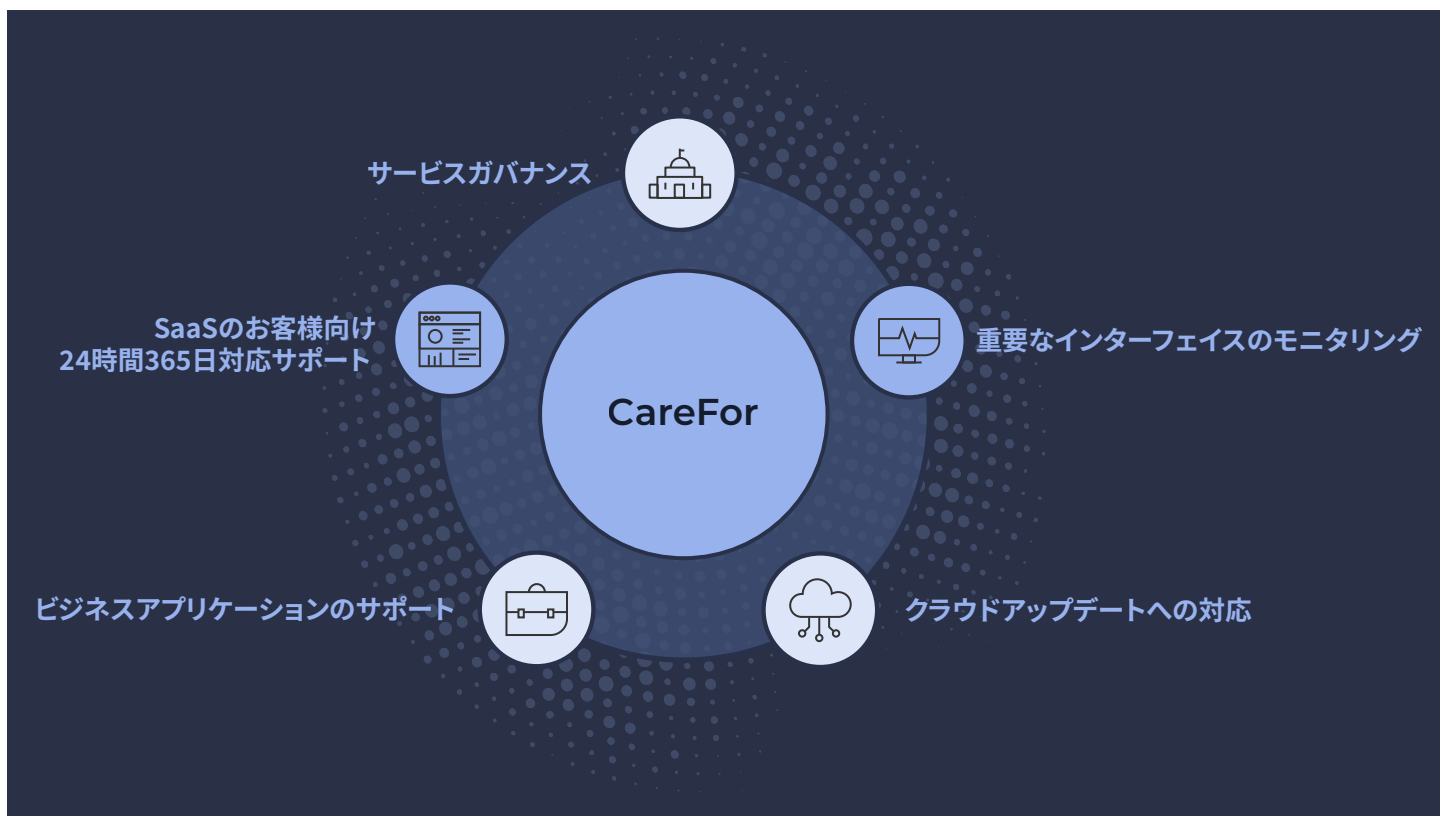 サービスガバナンス
SaaSのお客様向け
24時間365日対応サポート
重要なインターフェイスのモニタリング
CareFor
ビジネスアプリケーションのサポート
クラウドアップデートへの対応